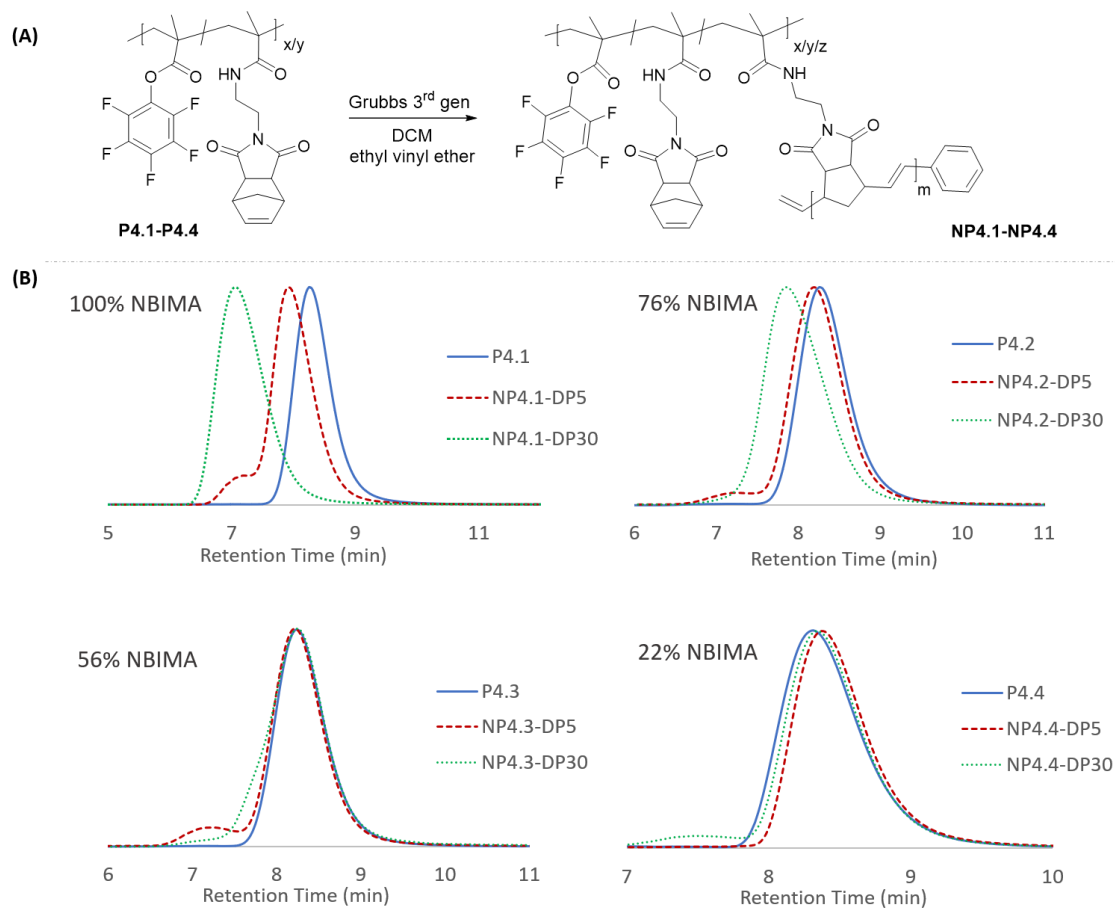 (A)
x/y
O
O
HN
O
F
F
F
F
F
N
O
O
P4.1-P4.4
Grubbs 3rd gen
DCM
ethyl vinyl ether
x/y/z
O
O
HN
O
O
NH
F
F
F
F
F
N
O
O
N
O
O
m
NP4.1-NP4.4
(B)
100% NBIMA
P4.1
NP4.1-DP5
NP4.1-DP30
5 7 9 11
Retention Time (min)
76% NBIMA
P4.2
NP4.2-DP5
NP4.2-DP30
6 7 8 9 10 11
Retention Time (min)
56% NBIMA
P4.3
NP4.3-DP5
NP4.3-DP30
6 7 8 9 10 11
Retention Time (min)
22% NBIMA
P4.4
NP4.4-DP5
NP4.4-DP30
7 8 9 10
Retention Time (min)